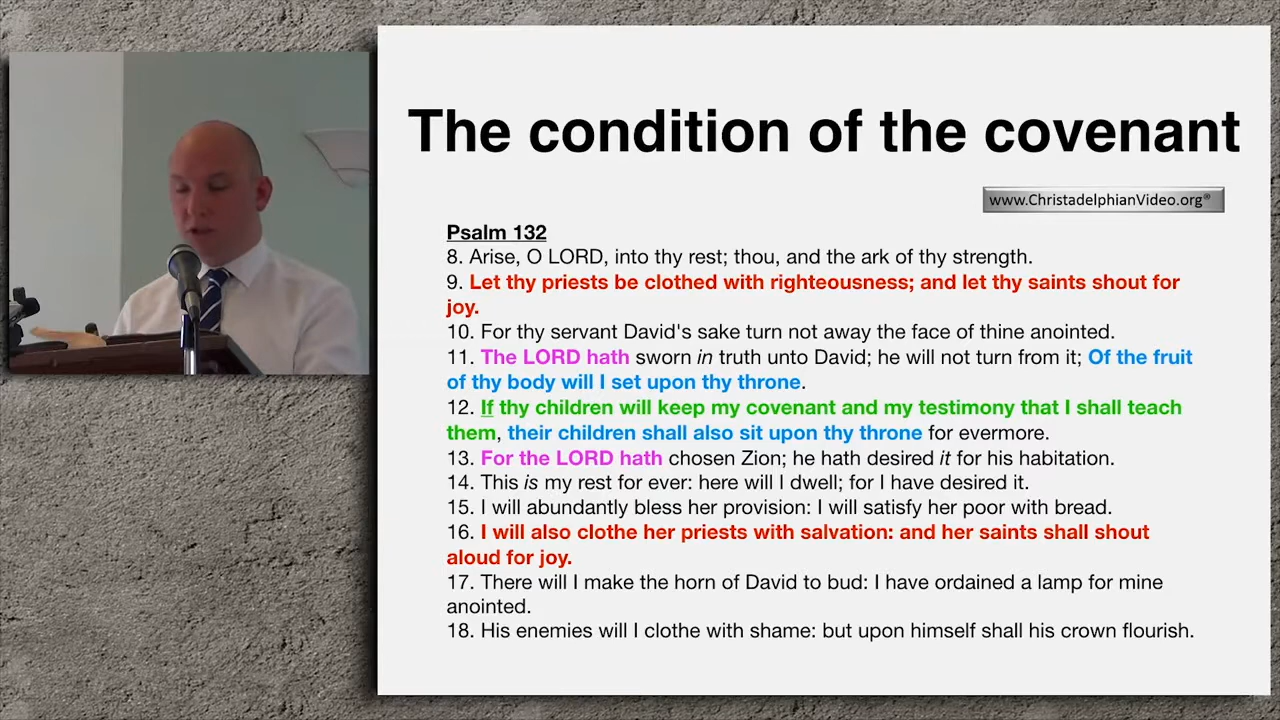 The condition of the covenant
www.ChristadelphianVideo.org®
Psalm 132
8. Arise, O LORD, into thy rest; thou, and the ark of thy strength.
9. Let thy priests be clothed with righteousness; and let thy saints shout for
joy.
10. For thy servant David's sake turn not away the face of thine anointed.
11. The LORD hath sworn in truth unto David; he will not turn from it; Of the fruit
of thy body will I set upon thy throne.
12. If thy children will keep my covenant and my testimony that I shall teach
them, their children shall also sit upon thy throne for evermore.
13. For the LORD hath chosen Zion; he hath desired it for his habitation.
14. This is my rest for ever: here will I dwell; for I have desired it.
15. I will abundantly bless her provision: I will satisfy her poor with bread.
16. I will also clothe her priests with salvation: and her saints shall shout
aloud for joy.
17. There will I make the horn of David to bud: I have ordained a lamp for mine
anointed.
18. His enemies will I clothe with shame: but upon himself shall his crown flourish.